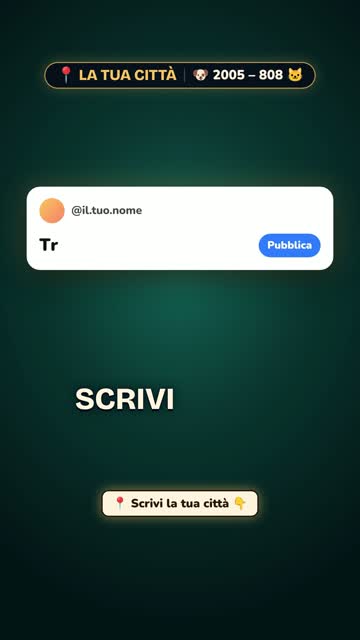 📍 LA TUA CITTÀ | 🐶 2005 – 808 🐱
@il.tuo.nome
Tr
Pubblica
SCRIVI
📍 Scrivi la tua città 👇